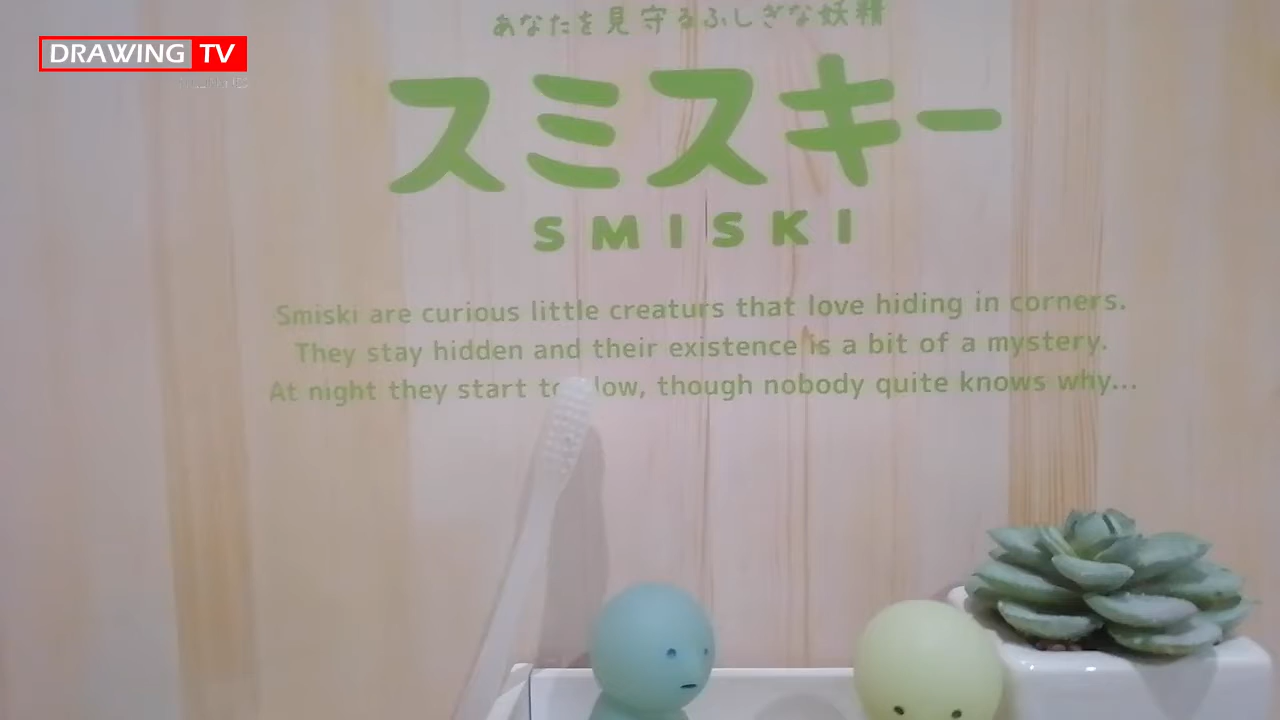 DRAWING TV
あなたを見守るふしぎな妖精
スミスキー
SMISKI
Smiski are curious little creaturs that love hiding in corners.
They stay hidden and their existence is a bit of a mystery.
At night they start to low, though nobody quite knows why...